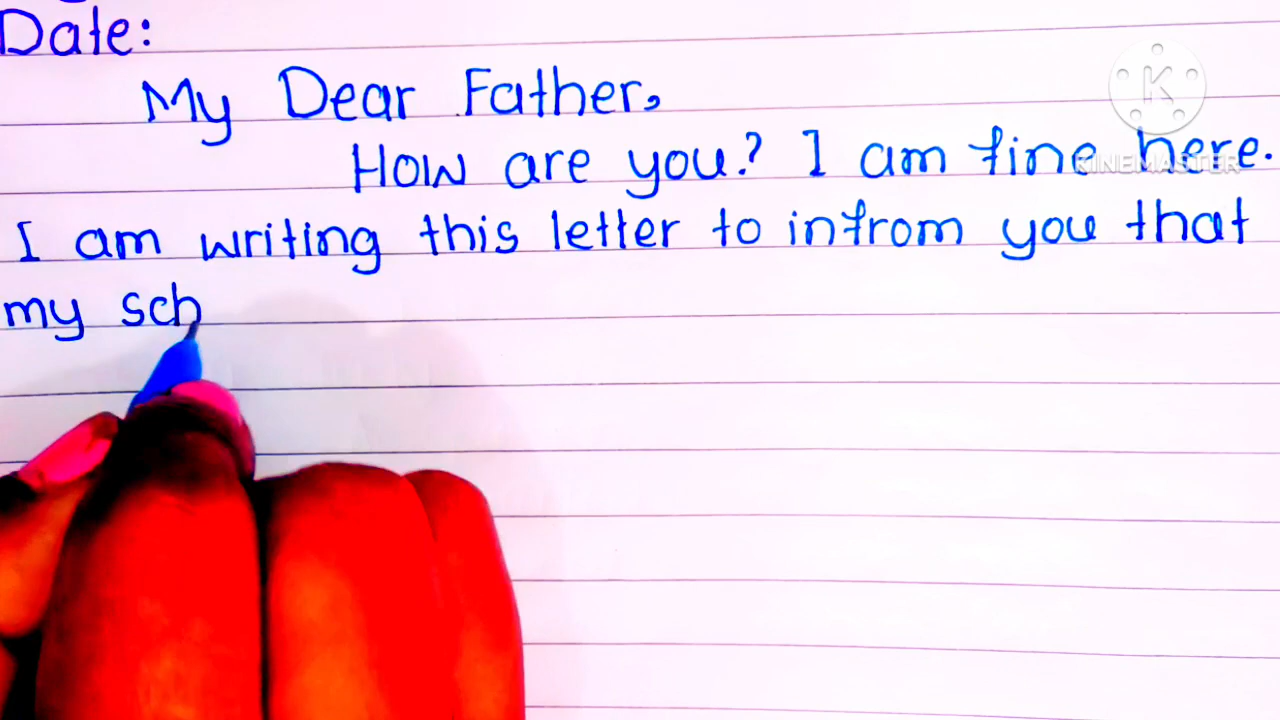 Date:
My Dear Father,
How are you? I am fine here.
I am writing this letter to infrom you that
my sch
KINEMASTER